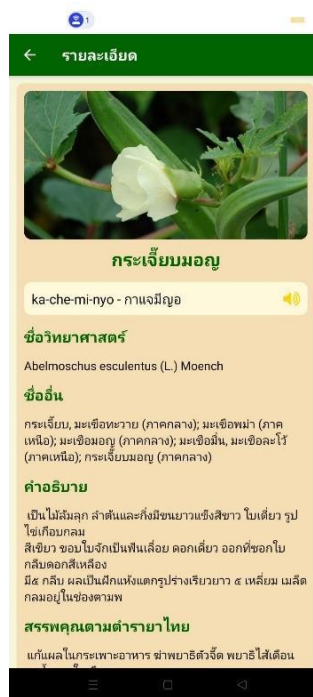 1
รายละเอียด
กระเจี๊ยบมอญ
ka-che-mi-nyo - กาแจมีญอ
ชื่อวิทยาศาสตร์
Abelmoschus esculentus (L.) Moench
ชื่ออื่น
กระเจี๊ยบ, มะเขือทะวาย (ภาคกลาง); มะเขือพม่า (ภาค
เหนือ); มะเขือมอญ (ภาคกลาง); มะเขือมื่น, มะเขือละโว้
(ภาคเหนือ); กระเจี๊ยบมอญ (ภาคกลาง)
คำอธิบาย
เป็นไม้ล้มลุก ลำต้นและกิ่งมีขนยาวแข็งสีขาว ใบเดี่ยว รูป
ไข่เกือบกลม
สีเขียว ขอบใบจักเป็นฟันเลื่อย ดอกเดี่ยว ออกที่ซอกใบ
กลีบดอกสีเหลือง
มี๕ กลีบ ผลเป็นฝักแห้งแตกรูปร่างเรียวยาว ๕ เหลี่ยม เมล็ด
กลมอยู่ในช่องตามพ
สรรพคุณตามตำรายาไทย
แก้แผลในกระเพาะอาหาร ฆ่าพยาธิตัวจี๊ด พยาธิไส้เดือน